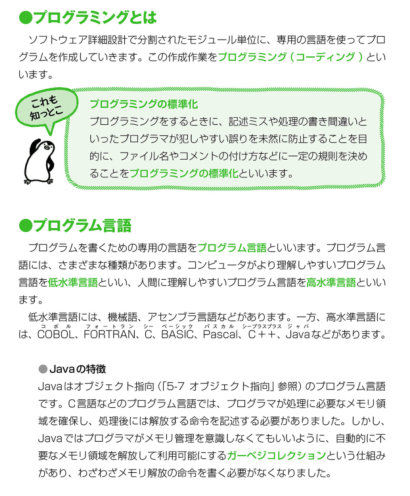 ●プログラミングとは
ソフトウェア詳細設計で分割されたモジュール単位に、専用の言語を使ってプロ
グラムを作成していきます。この作成作業をプログラミング（コーディング）とい
います。
これも
知っとこ
プログラミングの標準化
プログラミングをするときに、記述ミスや処理の書き間違いと
いったプログラマが犯しやすい誤りを未然に防止することを目
的に、ファイル名やコメントの付け方などに一定の規則を決め
ることをプログラミングの標準化といいます。
●プログラム言語
プログラムを書くための専用の言語をプログラム言語といいます。プログラム言
語には、さまざまな種類があります。コンピュータがより理解しやすいプログラム
言語を低水準言語といい、人間に理解しやすいプログラム言語を高水準言語といい
ます。
低水準言語には、機械語、アセンブラ言語などがあります。一方、高水準言語に
コボル フォートラン シー ベーシック パスカル シープラスプラス ジャバ
は、COBOL、FORTRAN、C、BASIC、Pascal、C＋＋、Javaなどがあります。
●Javaの特徴
Javaはオブジェクト指向（「5-7 オブジェクト指向」参照）のプログラム言語
です。C言語などのプログラム言語では、プログラマが処理に必要なメモリ領
域を確保し、処理後には解放する命令を記述する必要がありました。しかし、
Javaではプログラマがメモリ管理を意識しなくてもいいように、自動的に不
要なメモリ領域を解放して利用可能にするガーベジコレクションという仕組み
があり、わざわざメモリ解放の命令を書く必要がなくなりました。